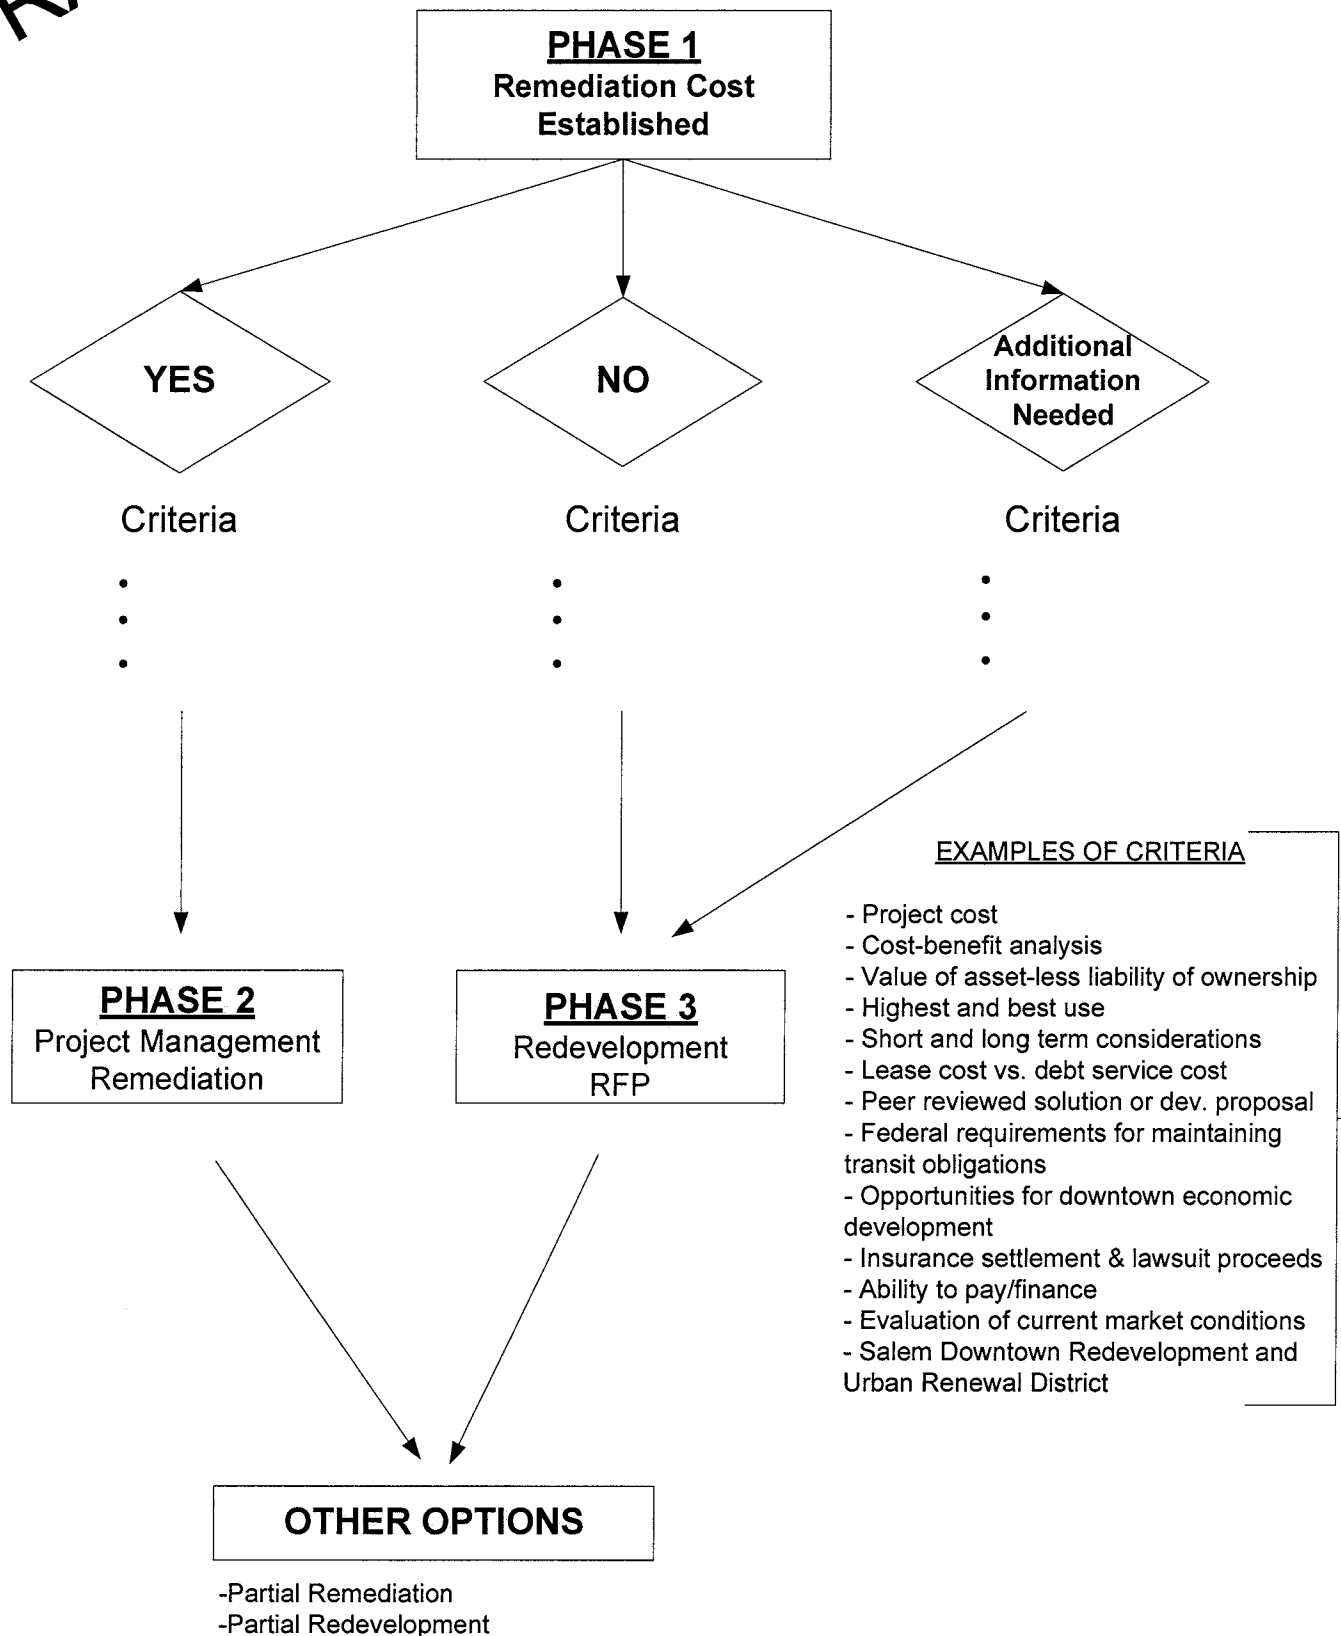 PHASE 1
Remediation Cost
Established
YES
NO
Additional
Information
Needed
Criteria
Criteria
Criteria
EXAMPLES OF CRITERIA
- Project cost
- Cost-benefit analysis
- Value of asset-less liability of ownership
- Highest and best use
- Short and long term considerations
- Lease cost vs. debt service cost
- Peer reviewed solution or dev. proposal
- Federal requirements for maintaining
transit obligations
- Opportunities for downtown economic
development
- Insurance settlement & lawsuit proceeds
- Ability to pay/finance
- Evaluation of current market conditions
- Salem Downtown Redevelopment and
Urban Renewal District
PHASE 2
Project Management
Remediation
PHASE 3
Redevelopment
RFP
OTHER OPTIONS
-Partial Remediation
-Partial Redevelopment